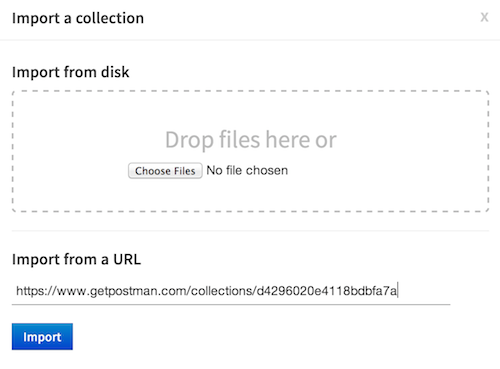 Import a collection
x
Import from disk
Drop files here or
Choose Files No file chosen
Import from a URL
https://www.getpostman.com/collections/d4296020e4118bdbfa7a
Import